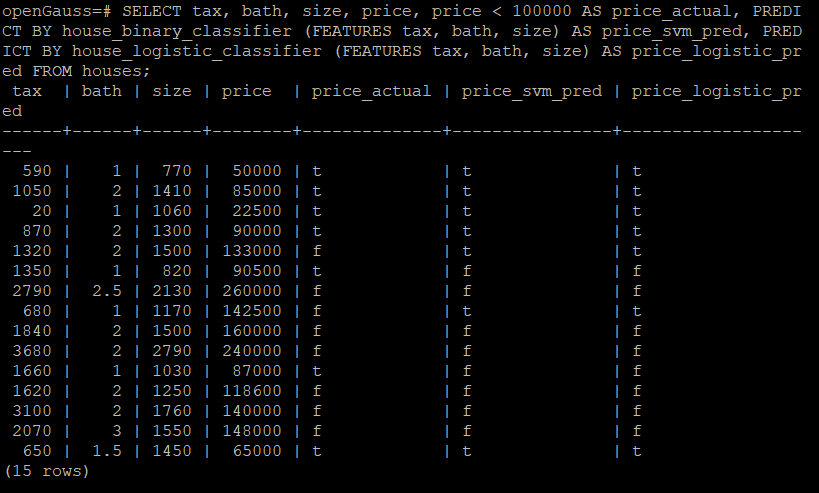 openGauss=# SELECT tax, bath, size, price, price < 100000 AS price_actual, PREDI
CT BY house_binary_classifier (FEATURES tax, bath, size) AS price_svm_pred, PRED
ICT BY house_logistic_classifier (FEATURES tax, bath, size) AS price_logistic_pr
ed FROM houses;
 tax  | bath | size | price  | price_actual | price_svm_pred | price_logistic_pr
ed
------+------+------+--------+--------------+----------------+------------------
---
  590 |    1 |  770 |  50000 | t            | t              | t
 1050 |    2 | 1410 |  85000 | t            | t              | t
   20 |    1 | 1060 |  22500 | t            | t              | t
  870 |    2 | 1300 |  90000 | t            | t              | t
 1320 |    2 | 1500 | 133000 | f            | t              | t
 1350 |    1 |  820 |  90500 | t            | f              | f
 2790 |  2.5 | 2130 | 260000 | f            | f              | f
  680 |    1 | 1170 | 142500 | f            | t              | t
 1840 |    2 | 1500 | 160000 | f            | f              | f
 3680 |    2 | 2790 | 240000 | f            | f              | f
 1660 |    1 | 1030 |  87000 | t            | f              | f
 1620 |    2 | 1250 | 118600 | f            | f              | f
 3100 |    2 | 1760 | 140000 | f            | f              | f
 2070 |    3 | 1550 | 148000 | f            | f              | f
  650 |  1.5 | 1450 |  65000 | t            | t              | t
(15 rows)